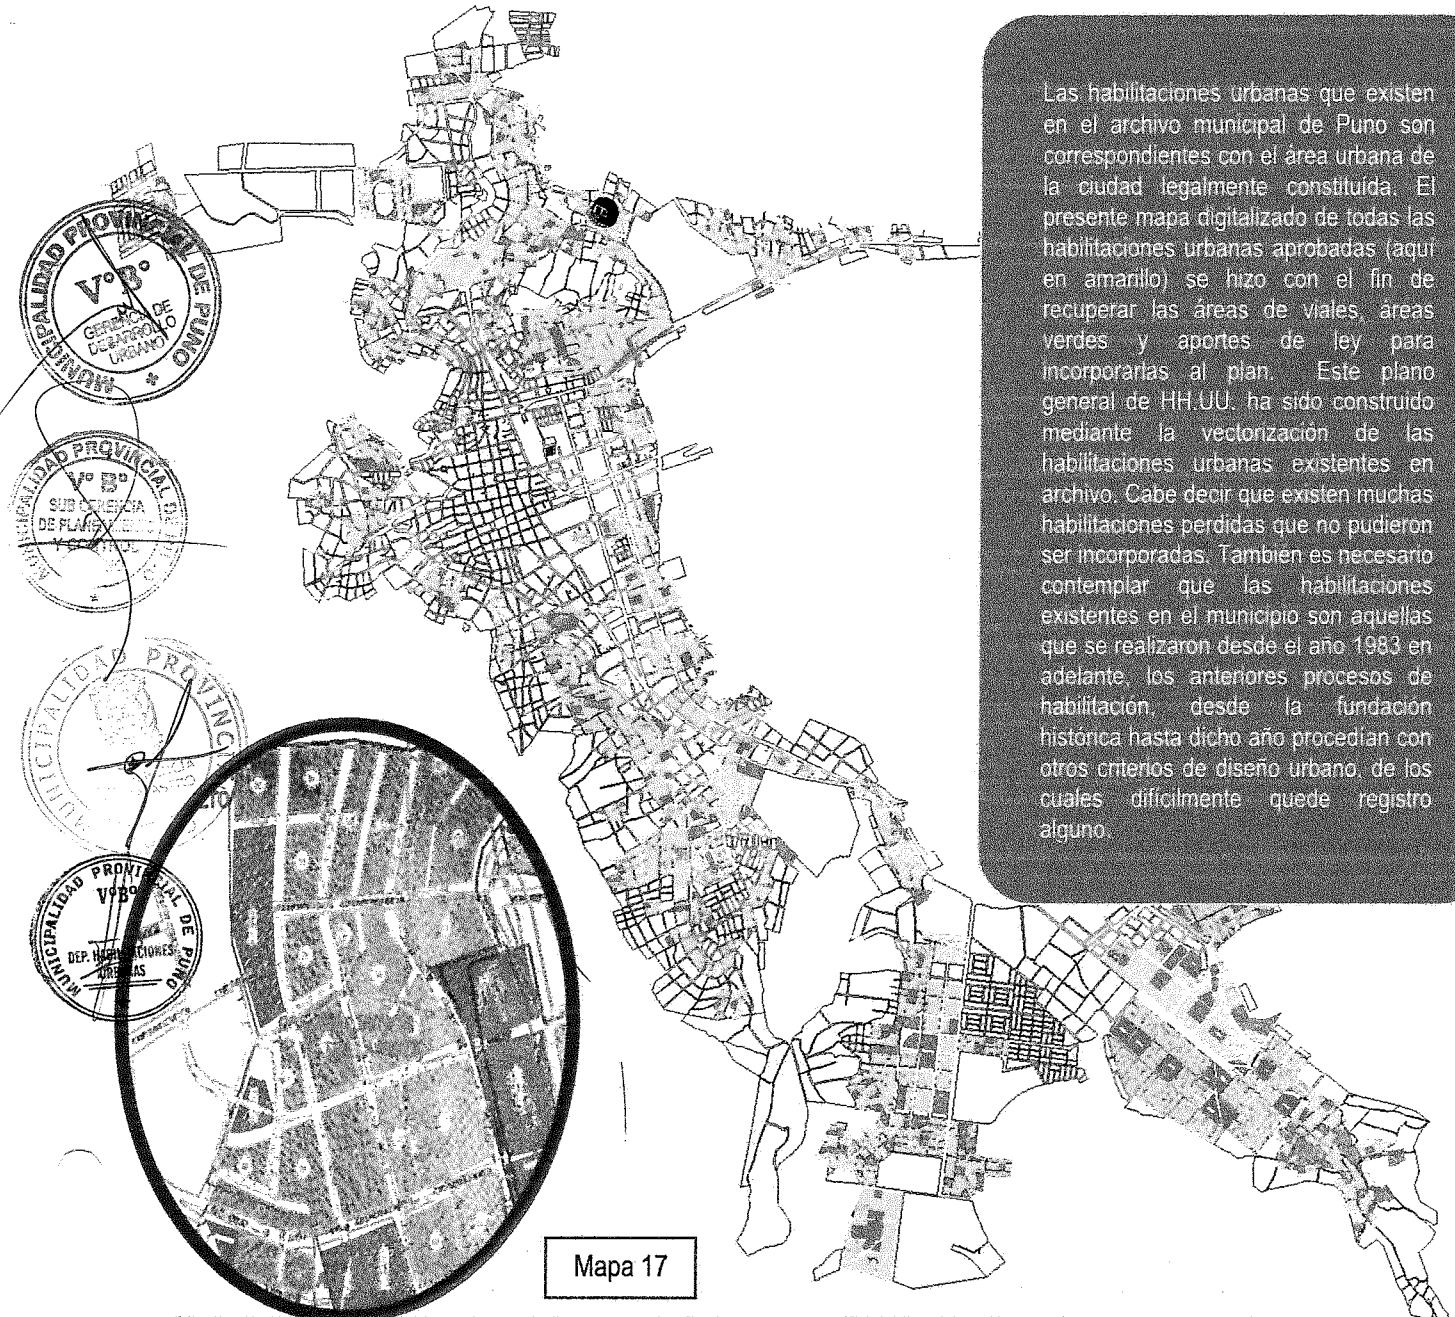 Las habilitaciones urbanas que existen
en el archivo municipal de Puno son
correspondientes con el área urbana de
la ciudad legalmente constituída. El
presente mapa digitalizado de todas las
habilitaciones urbanas aprobadas (aquí
en amarillo) se hizo con el fin de
recuperar las áreas de viales, áreas
verdes y aportes de ley para
incorporarlas al plan. Este plano
general de HH.UU. ha sido construido
mediante la vectorización de las
habilitaciones urbanas existentes en
archivo. Cabe decir que existen muchas
habilitaciones perdidas que no pudieron
ser incorporadas. Tambien es necesario
contemplar que las habilitaciones
existentes en el municipio son aquellas
que se realizaron desde el año 1983 en
adelante, los anteriores procesos de
habilitación, desde la fundación
histórica hasta dicho año procedían con
otros criterios de diseño urbano, de los
cuales difícilmente quede registro
alguno.
MUNICIPALIDAD PROVINCIAL DE PUNO
V° B°
GERENCIA DE
DESARROLLO
URBANO
MUNICIPALIDAD PROVINCIAL DE
V° B°
SUB GERENCIA
DE PLANEAMIENTO
Y CONTROL
MUNICIPALIDAD PROVINC
MUNICIPALIDAD PROVINCIAL DE PUNO
V°B°
DEP. HABILITACIONES
URBANAS
Mapa 17